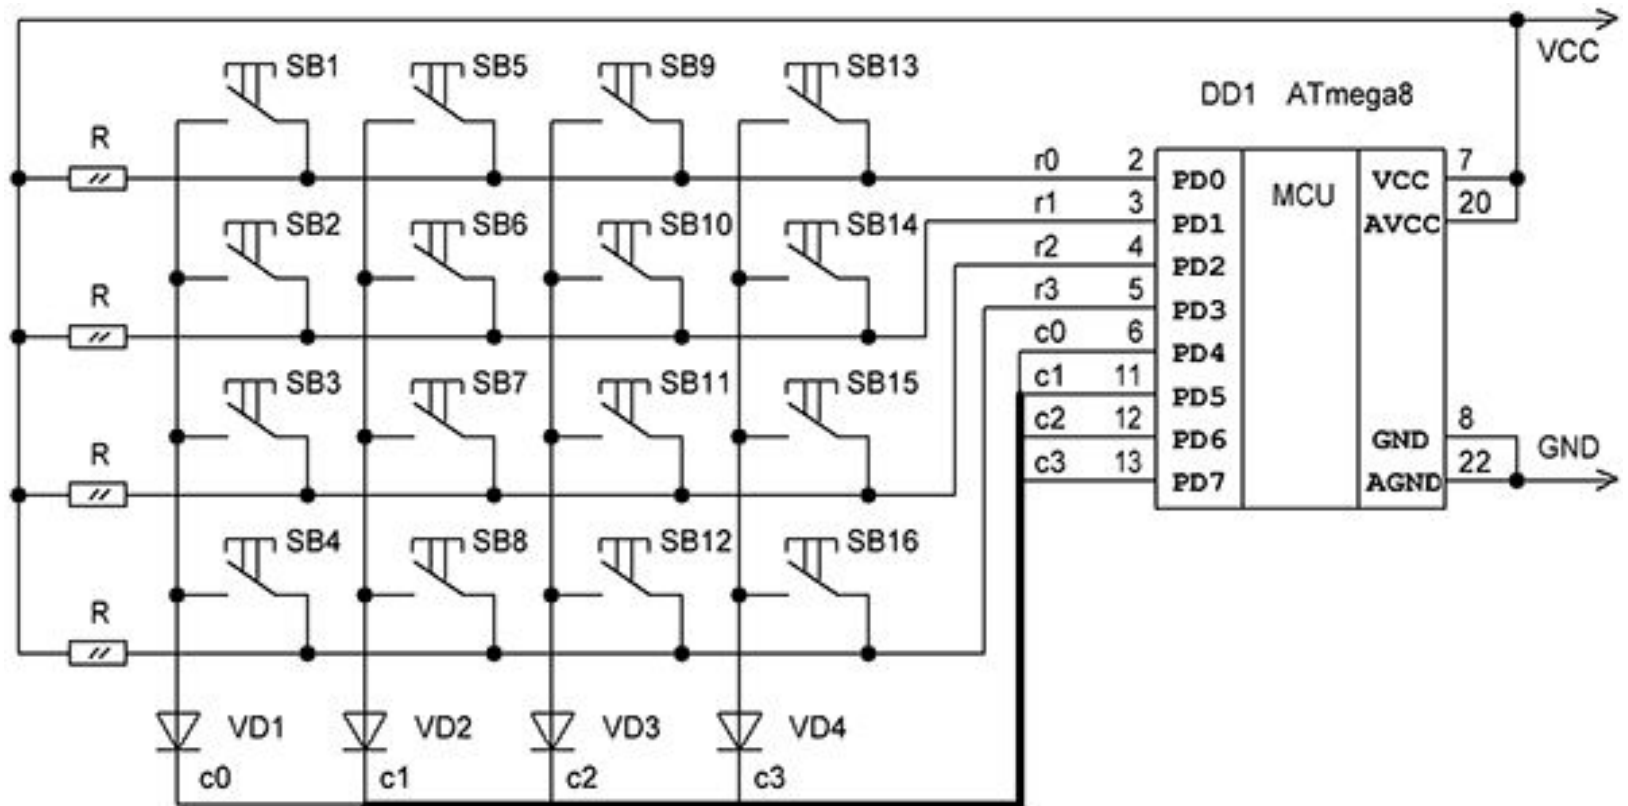 VCC
SB1 SB5 SB9 SB13
DD1 ATmega8
R
r0 2 PD0 MCU VCC 7
r1 3 PD1 AVCC 20
SB2 SB6 SB10 SB14
r2 4 PD2
R
r3 5 PD3
c0 6 PD4
SB3 SB7 SB11 SB15
c1 11 PD5
c2 12 PD6 GND 8
R
c3 13 PD7 AGND 22 GND
SB4 SB8 SB12 SB16
R
VD1 VD2 VD3 VD4
c0 c1 c2 c3